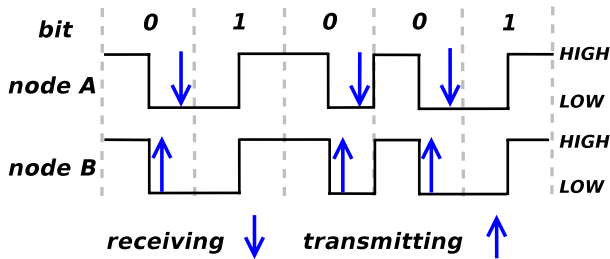 bit 0 1 0 0 1
HIGH
node A
LOW
HIGH
node B
LOW
receiving transmitting